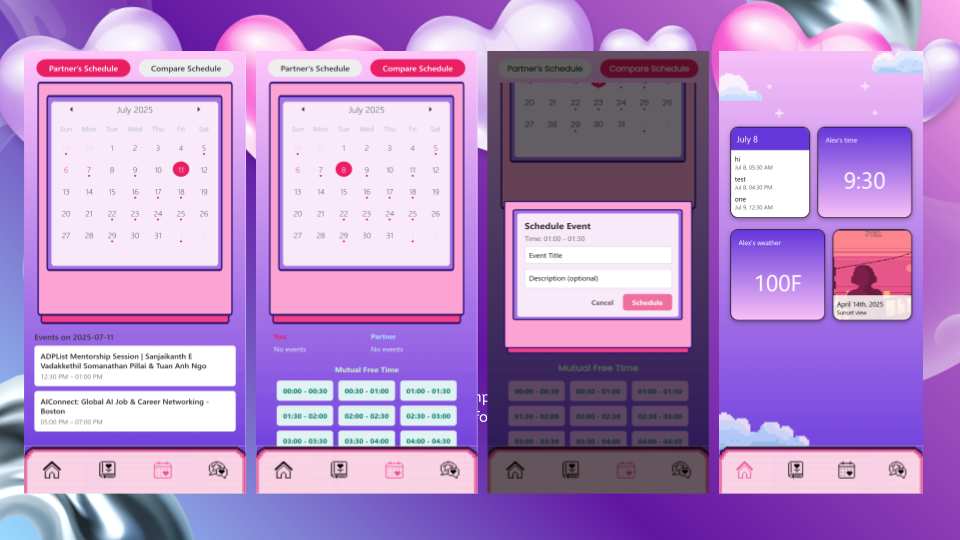 Partner's Schedule Compare Schedule
July 2025
Sun Mon Tue Wed Thu Fri Sat
1 2 3 4 5
6 7 8 9 10 11 12
13 14 15 16 17 18 19
20 21 22 23 24 25 26
27 28 29 30 31
Events on 2025-07-11
ADPList Mentorship Session | Sanjaikanth E
Vadakkethil Somanathan Pillai & Tuan Anh Ngo
12:30 PM – 01:00 PM
AIConnect: Global AI Job & Career Networking -
Boston
05:00 PM – 07:00 PM
Partner's Schedule Compare Schedule
July 2025
Sun Mon Tue Wed Thu Fri Sat
1 2 3 4 5
6 7 8 9 10 11 12
13 14 15 16 17 18 19
20 21 22 23 24 25 26
27 28 29 30 31
You Partner
No events No events
Mutual Free Time
00:00 - 00:30 00:30 - 01:00 01:00 - 01:30
01:30 - 02:00 02:00 - 02:30 02:30 - 03:00
03:00 - 03:30 03:30 - 04:00 04:00 - 04:30
Partner's Schedule Compare Schedule
20 21 22 23 24 25 26
27 28 29 30 31
Schedule Event
Time: 01:00 - 01:30
Event Title
Description (optional)
Cancel Schedule
Mutual Free Time
00:00 - 00:30 00:30 - 01:00 01:00 - 01:30
01:30 - 02:00 02:00 - 02:30 02:30 - 03:00
03:00 - 03:30 03:30 - 04:00 04:00 - 04:30
July 8
hi
Jul 8, 05:30 AM
test
Jul 8, 04:30 PM
one
Jul 9, 12:30 AM
Alex's time
9:30
Alex's weather
100F
April 14th, 2025
Sunset view